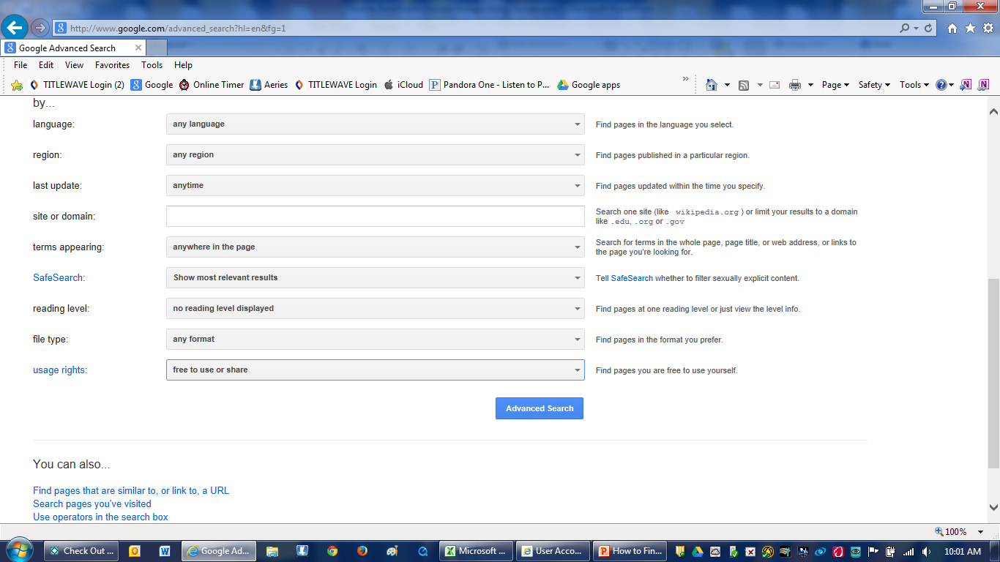 http://www.google.com/advanced_search?hl=en&fg=1
Google Advanced Search
File Edit View Favorites Tools Help
TITLEWAVE Login (2) Google Online Timer Aeries TITLEWAVE Login iCloud Pandora One - Listen to P... Google apps » Page Safety Tools
by...
language: any language Find pages in the language you select.
region: any region Find pages published in a particular region.
last update: anytime Find pages updated within the time you specify.
site or domain: Search one site (like wikipedia.org ) or limit your results to a domain
like .edu, .org or .gov
terms appearing: anywhere in the page Search for terms in the whole page, page title, or web address, or links to
the page you're looking for.
SafeSearch: Show most relevant results Tell SafeSearch whether to filter sexually explicit content.
reading level: no reading level displayed Find pages at one reading level or just view the level info.
file type: any format Find pages in the format you prefer.
usage rights: free to use or share Find pages you are free to use yourself.
Advanced Search
You can also...
Find pages that are similar to, or link to, a URL
Search pages you've visited
Use operators in the search box
100%
Check Out ... Google Ad... Microsoft ... User Acco... How to Fin... 10:01 AM